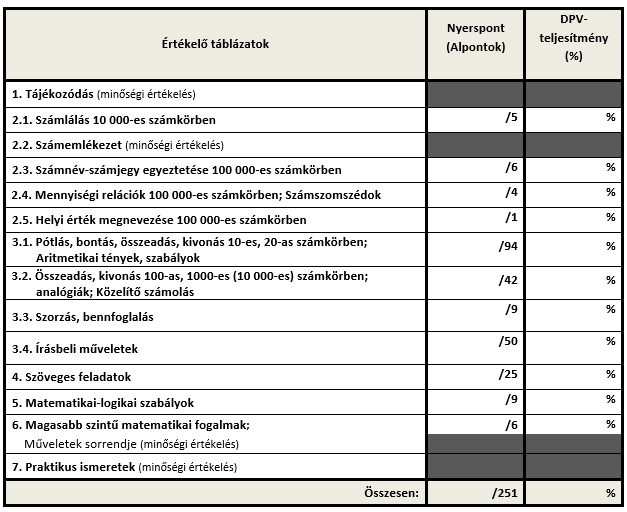 Értékelő táblázatok
Nyerspont
(Alpontok)
DPV-
teljesítmény
(%)
1. Tájékozódás (minőségi értékelés)
2.1. Számlálás 10 000-es számkörben /5 %
2.2. Számemlékezet (minőségi értékelés)
2.3. Számnév-számjegy egyeztetése 100 000-es számkörben /6 %
2.4. Mennyiségi relációk 100 000-es számkörben; Számszomszédok /4 %
2.5. Helyi érték megnevezése 100 000-es számkörben /1 %
3.1. Pótlás, bontás, összeadás, kivonás 10-es, 20-as számkörben;
Aritmetikai tények, szabályok /94 %
3.2. Összeadás, kivonás 100-as, 1000-es (10 000-es) számkörben;
analógiák; Közelítő számolás /42 %
3.3. Szorzás, bennfoglalás /9 %
3.4. Írásbeli műveletek /50 %
4. Szöveges feladatok /25 %
5. Matematikai-logikai szabályok /9 %
6. Magasabb szintű matematikai fogalmak; /6 %
Műveletek sorrendje (minőségi értékelés)
7. Praktikus ismeretek (minőségi értékelés)
Összesen: /251 %